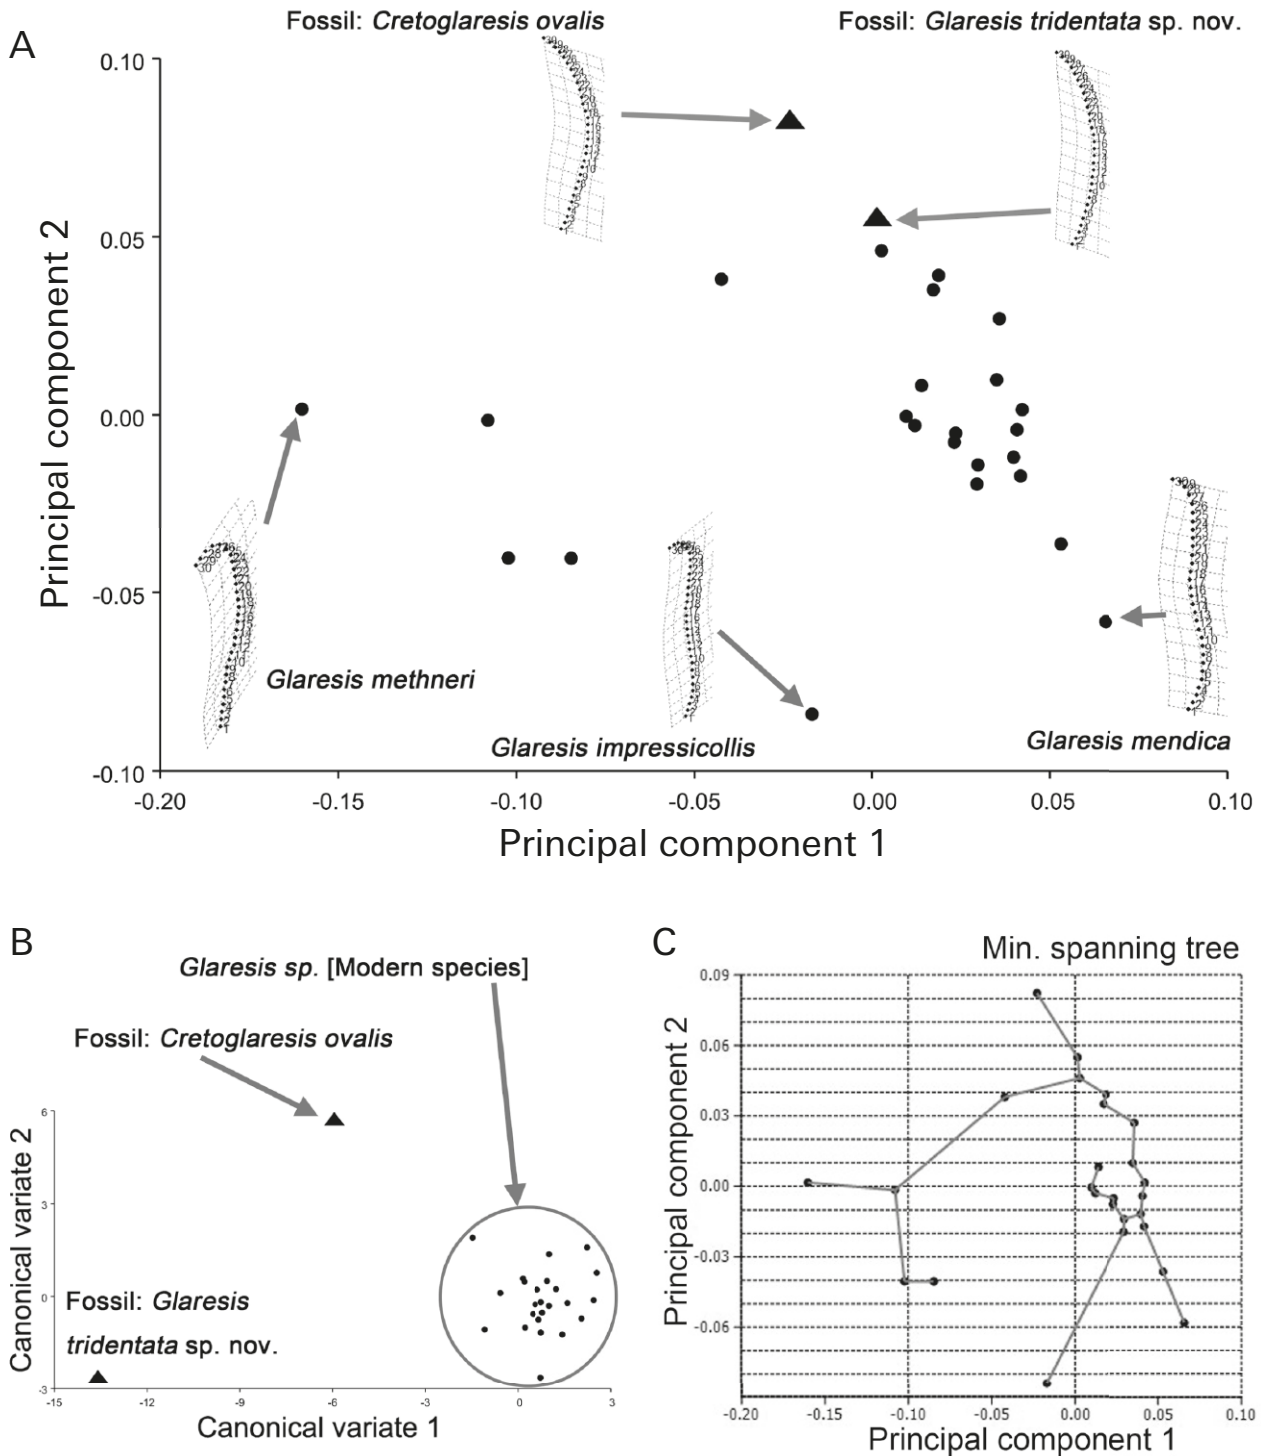 Fossil: Cretoglaresis ovalis
Fossil: Glaresis tridentata sp. nov.
A
0.10
0.05
0.00
-0.05
-0.10
Principal component 2
Glaresis methneri
Glaresis impressicollis
Glaresis mendica
-0.20 -0.15 -0.10 -0.05 0.00 0.05 0.10
Principal component 1
B
Glaresis sp. [Modern species]
Fossil: Cretoglaresis ovalis
Fossil: Glaresis
tridentata sp. nov.
6
3
0
-3
Canonical variate 2
-15 -12 -9 -6 -3 0 3
Canonical variate 1
C
Min. spanning tree
0.09
0.06
0.03
0.00
-0.03
-0.06
Principal component 2
-0.20 -0.15 -0.10 -0.05 0.00 0.05 0.10
Principal component 1